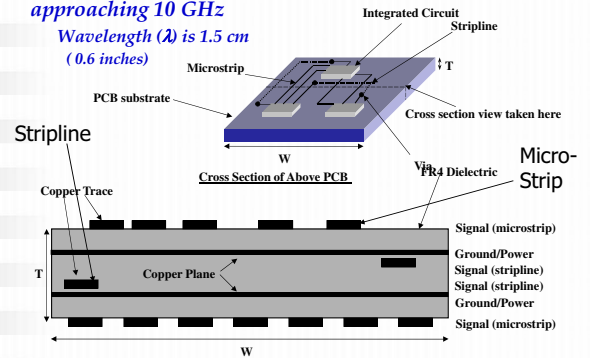 approaching 10 GHz
Wavelength (λ) is 1.5 cm
( 0.6 inches)
Integrated Circuit
Stripline
Microstrip
T
PCB substrate
Cross section view taken here
Stripline
W
Via
FR4 Dielectric
Micro-
Strip
Cross Section of Above PCB
Copper Trace
Signal (microstrip)
Ground/Power
Signal (stripline)
T
Copper Plane
Signal (stripline)
Ground/Power
Signal (microstrip)
W